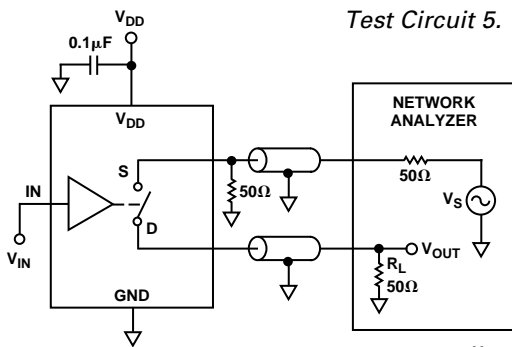 Test Circuit 5.
VDD
0.1μF
VDD
NETWORK
ANALYZER
S
IN
50Ω
50Ω
VS
D
VIN
VOUT
RL
50Ω
GND